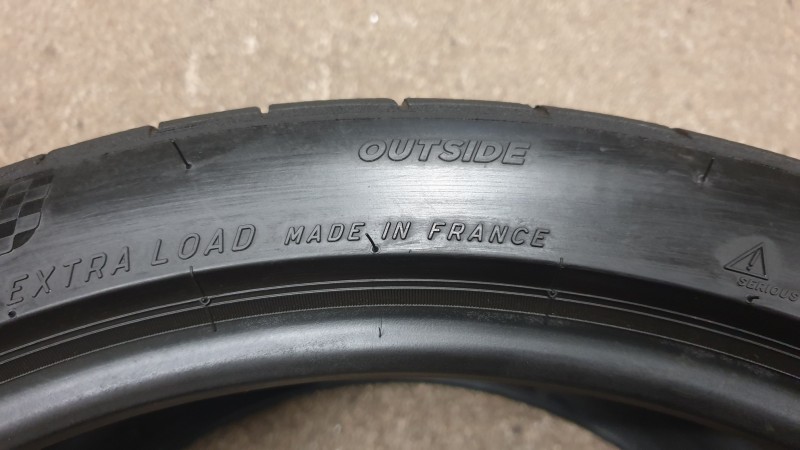 OUTSIDE
EXTRA LOAD MADE IN FRANCE
SERIOUS